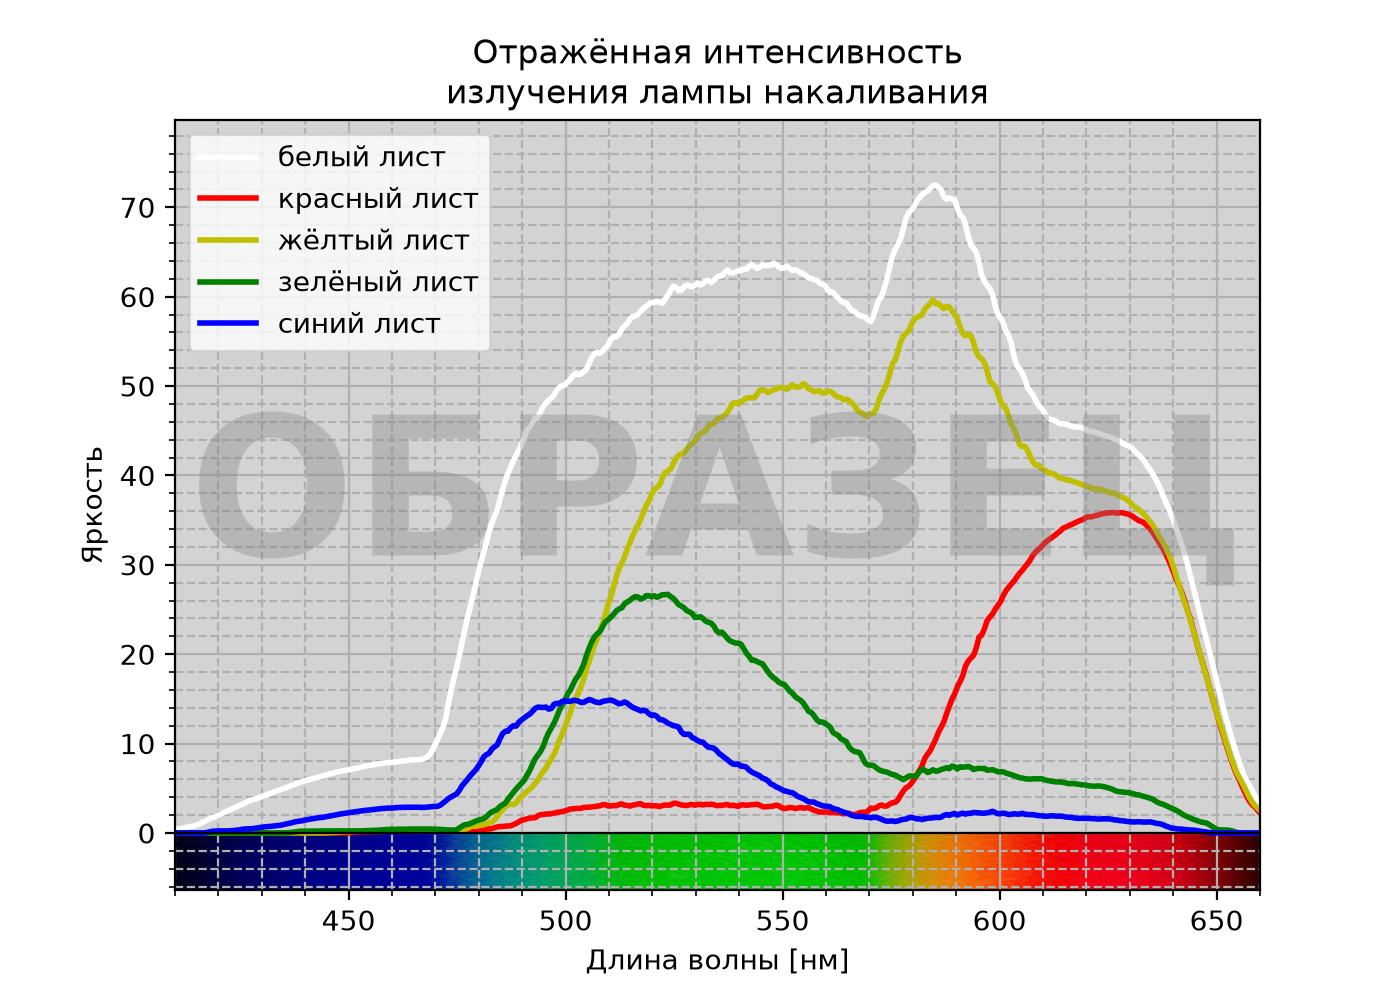 Отражённая интенсивность
излучения лампы накаливания
белый лист
красный лист
жёлтый лист
зелёный лист
синий лист
70
60
50
40
30
20
10
0
Яркость
ОБРАЗЕЦ
450 500 550 600 650
Длина волны [нм]